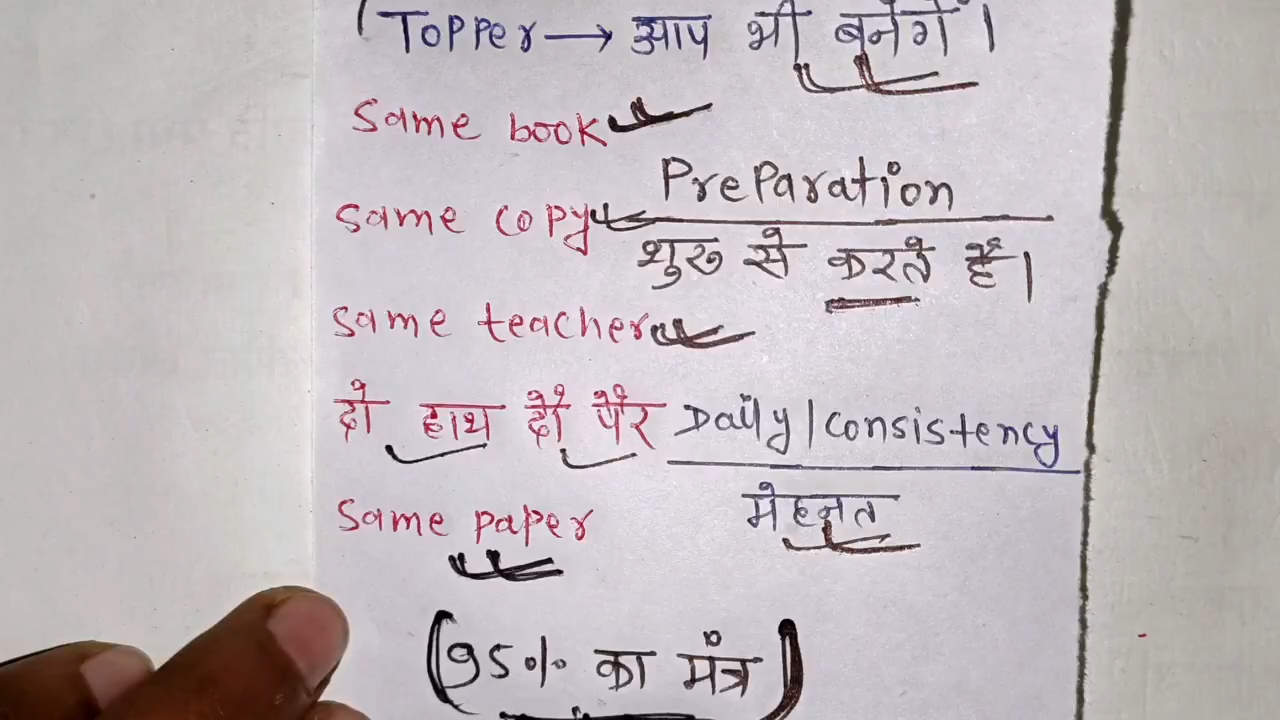 Topper → आप भी बनेंगे।
Same book
Preparation
same copy
शुरू से करते हैं।
same teacher
दो हाथ दो पैर Daily/consistency
Same paper
मेहनत
(95% का मंत्र)